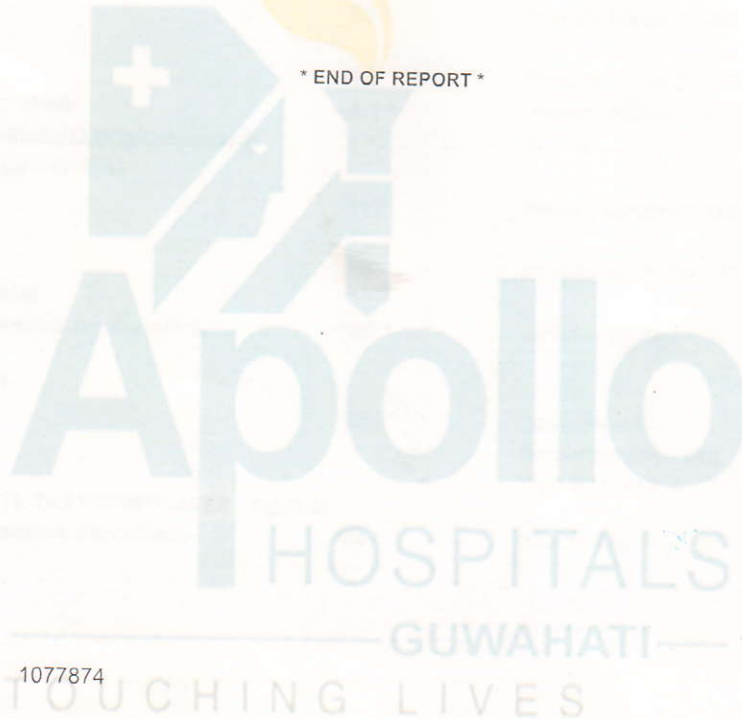 * END OF REPORT *
Apollo
HOSPITALS
GUWAHATI
1077874
TOUCHING LIVES